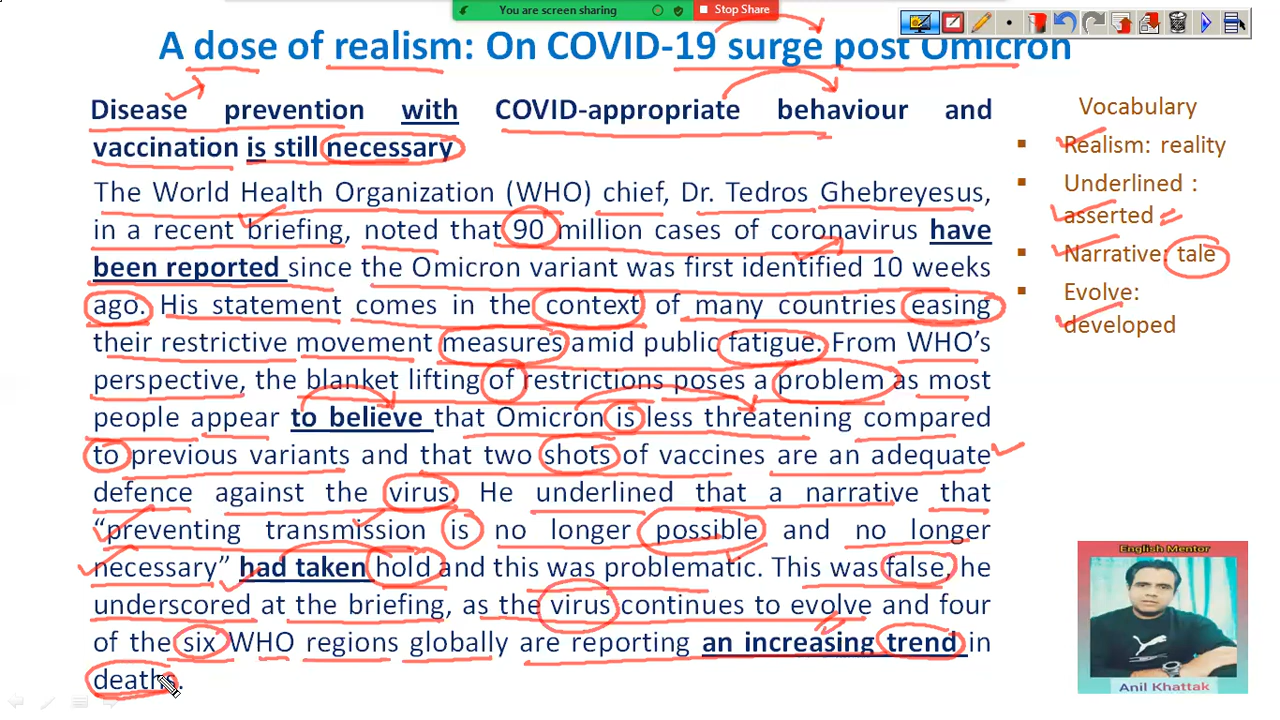 You are screen sharing
Stop Share
A dose of realism: On COVID-19 surge post Omicron
Disease prevention with COVID-appropriate behaviour and
vaccination is still necessary
The World Health Organization (WHO) chief, Dr. Tedros Ghebreyesus,
in a recent briefing, noted that 90 million cases of coronavirus have
been reported since the Omicron variant was first identified 10 weeks
ago. His statement comes in the context of many countries easing
their restrictive movement measures amid public fatigue. From WHO’s
perspective, the blanket lifting of restrictions poses a problem as most
people appear to believe that Omicron is less threatening compared
to previous variants and that two shots of vaccines are an adequate
defence against the virus. He underlined that a narrative that
“preventing transmission is no longer possible and no longer
necessary” had taken hold and this was problematic. This was false, he
underscored at the briefing, as the virus continues to evolve and four
of the six WHO regions globally are reporting an increasing trend in
deaths.
Vocabulary
▪ Realism: reality
▪ Underlined :
asserted
▪ Narrative: tale
▪ Evolve:
developed
English Mentor
Anil Khattak